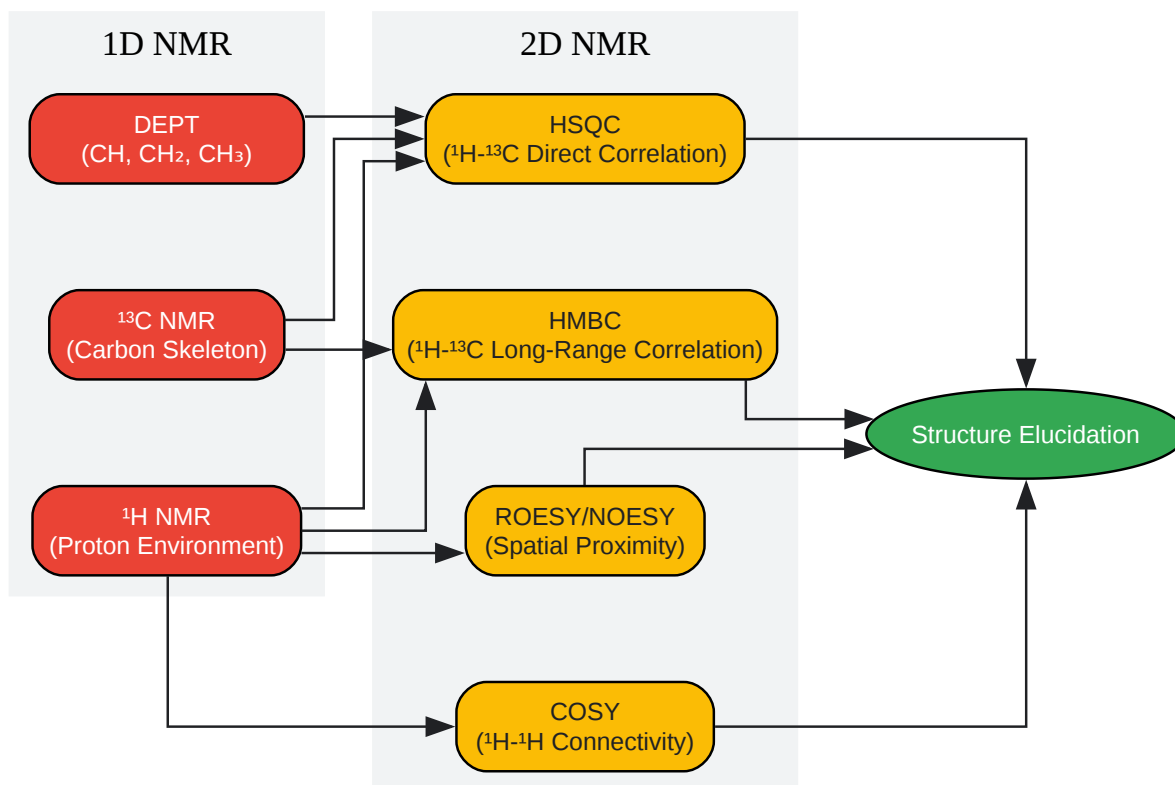 1D NMR
2D NMR
DEPT
(CH, CH₂, CH₃)
HSQC
(¹H-¹³C Direct Correlation)
¹³C NMR
(Carbon Skeleton)
HMBC
(¹H-¹³C Long-Range Correlation)
Structure Elucidation
¹H NMR
(Proton Environment)
ROESY/NOESY
(Spatial Proximity)
COSY
(¹H-¹H Connectivity)